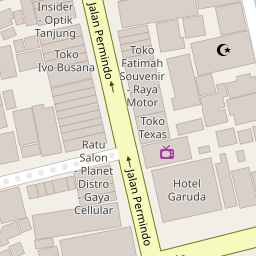 Insider
- Optik
Tanjung
Jalan Permindo
Toko
Ivo Busana
Toko
Fatimah
Souvenir
- Raya
Motor
Toko
Texas
Ratu
Salon
- Planet
Distro -
Gaya
Cellular
Jalan Permindo
Hotel
Garuda